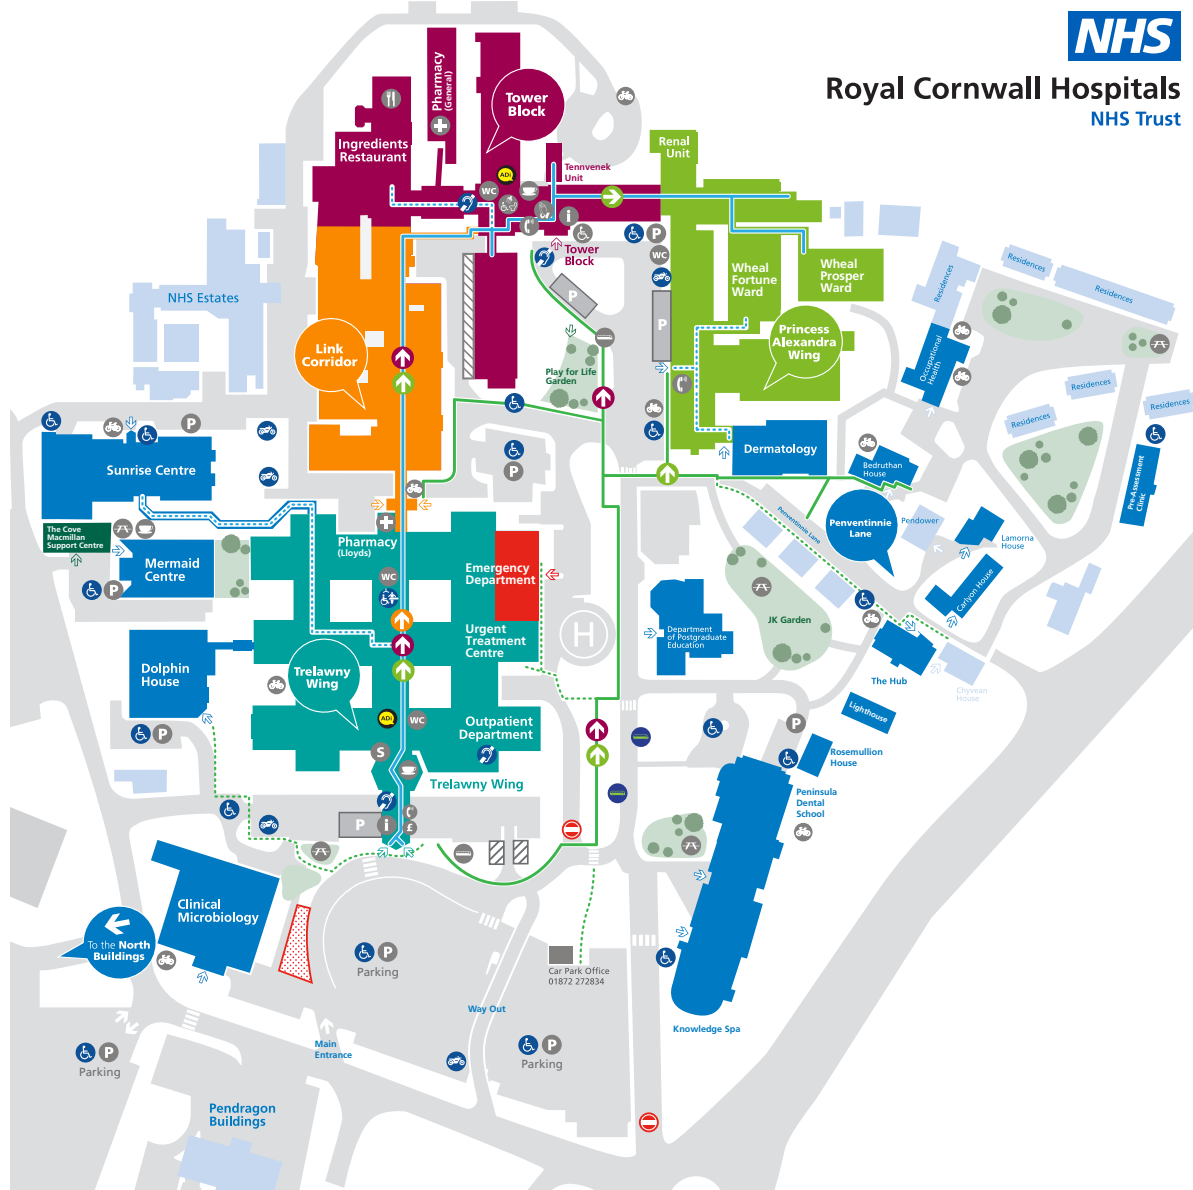 NHS
Royal Cornwall Hospitals
NHS Trust
Pharmacy
(General)
Tower
Block
Ingredients
Restaurant
ADi
WC
Tennvenek
Unit
i
Renal
Unit
P
WC
Tower
Block
P
P
Wheal
Fortune
Ward
Wheal
Prosper
Ward
Princess
Alexandra
Wing
Residences
Residences
Residences
NHS Estates
Link
Corridor
Play for Life
Garden
Occupational
Health
Residences
Residences
Residences
P
Sunrise Centre
P
Dermatology
Bedruthan
House
Pre-Assessment
Clinic
The Cove
Macmillan
Support Centre
Mermaid
Centre
P
Pharmacy
(Lloyds)
WC
Emergency
Department
Penventinnie Lane
Penventinnie
Lane
Pendower
Lamorna
House
Carlyon House
H
Urgent
Treatment
Centre
Department
of Postgraduate
Education
JK Garden
Dolphin
House
Trelawny
Wing
The Hub
Chyvean
House
Lighthouse
P
ADi
WC
Outpatient
Department
P
S
Rosemullion
House
Trelawny Wing
Peninsula
Dental
School
P
i
£
Clinical
Microbiology
To the North
Buildings
P
Parking
Car Park Office
01872 272834
Way Out
Knowledge Spa
Main
Entrance
P
Parking
P
Parking
Pendragon
Buildings